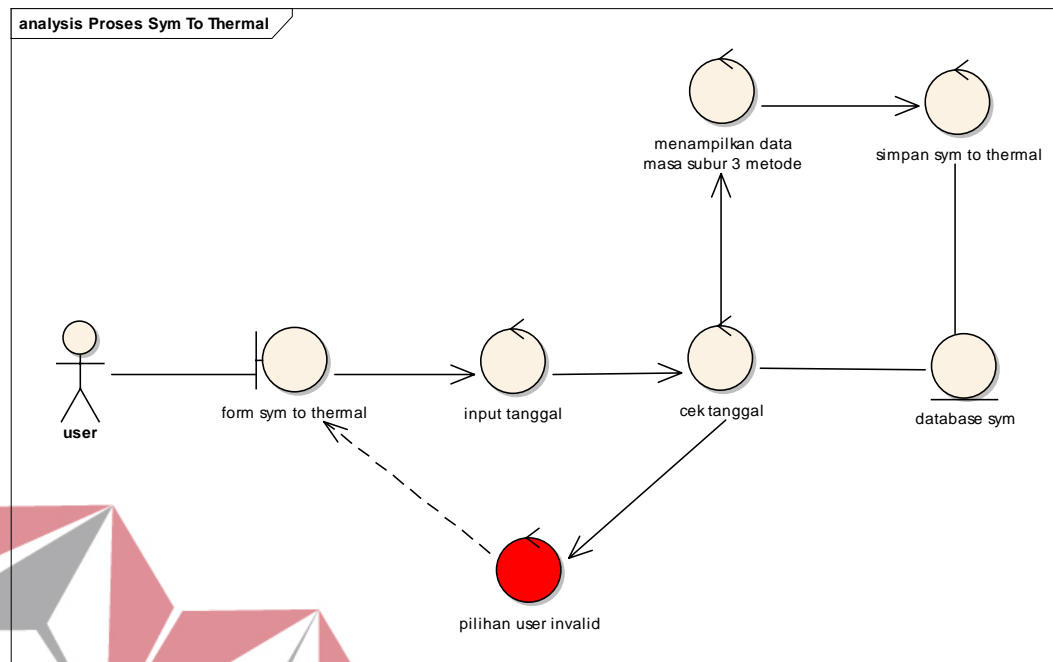 analysis Proses Sym To Thermal
menampilkan data
masa subur 3 metode
simpan sym to thermal
user
form sym to thermal
input tanggal
cek tanggal
database sym
pilihan user invalid